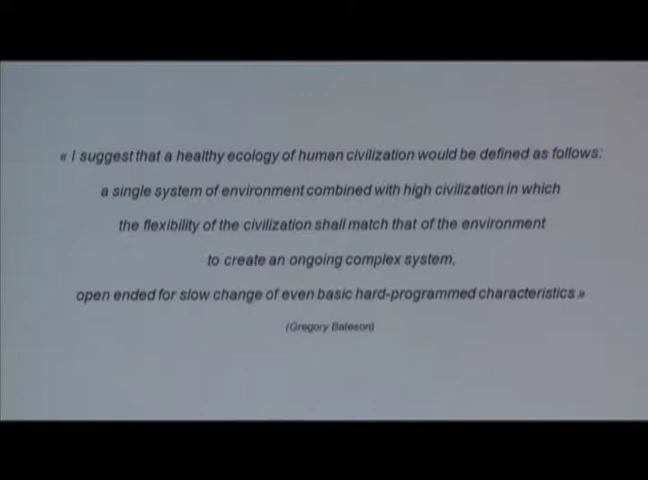 « I suggest that a healthy ecology of human civilization would be defined as follows:
a single system of environment combined with high civilization in which
the flexibility of the civilization shall match that of the environment
to create an ongoing complex system,
open ended for slow change of even basic hard-programmed characteristics »
(Gregory Bateson)